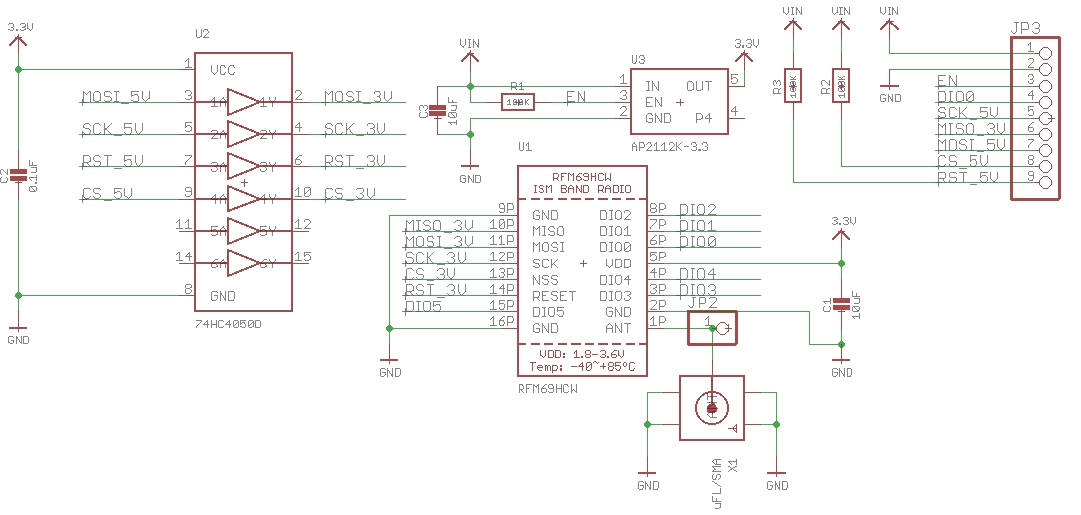 3.3V
U2
1 VCC
MOSI_5V 3 1A 1Y 2 MOSI_3V
SCK_5V 5 2A 2Y 4 SCK_3V
RST_5V 7 3A 3Y 6 RST_3V
CS_5V 9 4A 4Y 10 CS_3V
11 5A 5Y 12
14 6A 6Y 15
8 GND
74HC4050D
C2
0.1uF
GND
VIN
U3
3.3V
R1
100K
EN
C3
10uF
1 IN OUT 5
3 EN
2 GND P4 4
AP2112K-3.3
GND
U1
RFM69HCW
ISM BAND RADIO
9P GND DIO2 8P DIO2
MISO_3V 10P MISO DIO1 7P DIO1
MOSI_3V 11P MOSI DIO0 6P DIO0
SCK_3V 12P SCK VDD 5P
CS_3V 13P NSS DIO4 4P DIO4
RST_3V 14P RESET DIO3 3P DIO3
DIO5 15P DIO5 GND 2P
16P GND ANT 1P
VDD: 1.8-3.6V
Temp: -40~+85°C
RFM69HCW
GND
JP2
1
uFL/SMA
X1
GND
GND
3.3V
C1
10uF
GND
VIN
VIN
VIN
R3
100K
R2
100K
GND
JP3
1
2
EN 3
DIO0 4
SCK_5V 5
MISO_3V 6
MOSI_5V 7
CS_5V 8
RST_5V 9